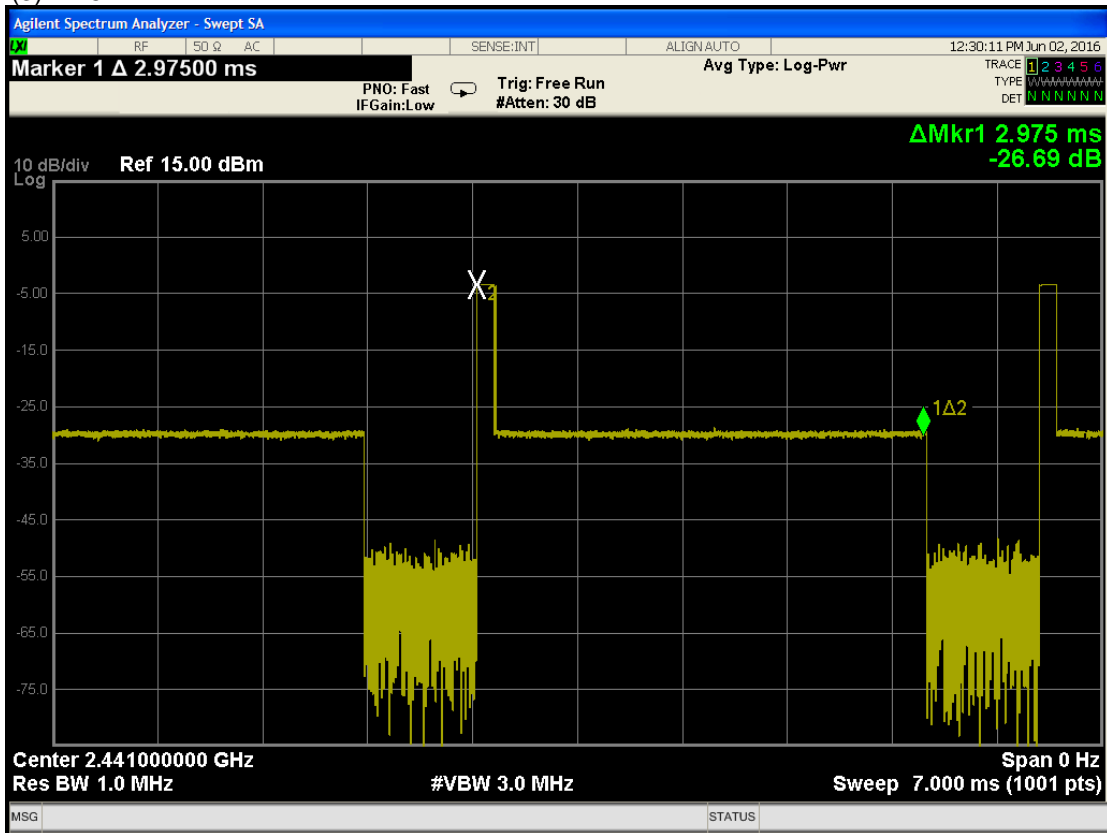 Agilent Spectrum Analyzer - Swept SA
LXI RF 50 Ω AC SENSE:INT ALIGN AUTO 12:30:11 PM Jun 02, 2016
Marker 1 Δ 2.97500 ms
PNO: Fast
IFGain:Low
Trig: Free Run
#Atten: 30 dB
Avg Type: Log-Pwr
TRACE 1 2 3 4 5 6
TYPE
DET N N N N N N
ΔMkr1 2.975 ms
-26.69 dB
10 dB/div Ref 15.00 dBm
Log
5.00
-5.00
2
-15.0
-25.0
1Δ2
-35.0
-45.0
-55.0
-65.0
-75.0
Center 2.441000000 GHz Span 0 Hz
Res BW 1.0 MHz #VBW 3.0 MHz Sweep 7.000 ms (1001 pts)
MSG STATUS